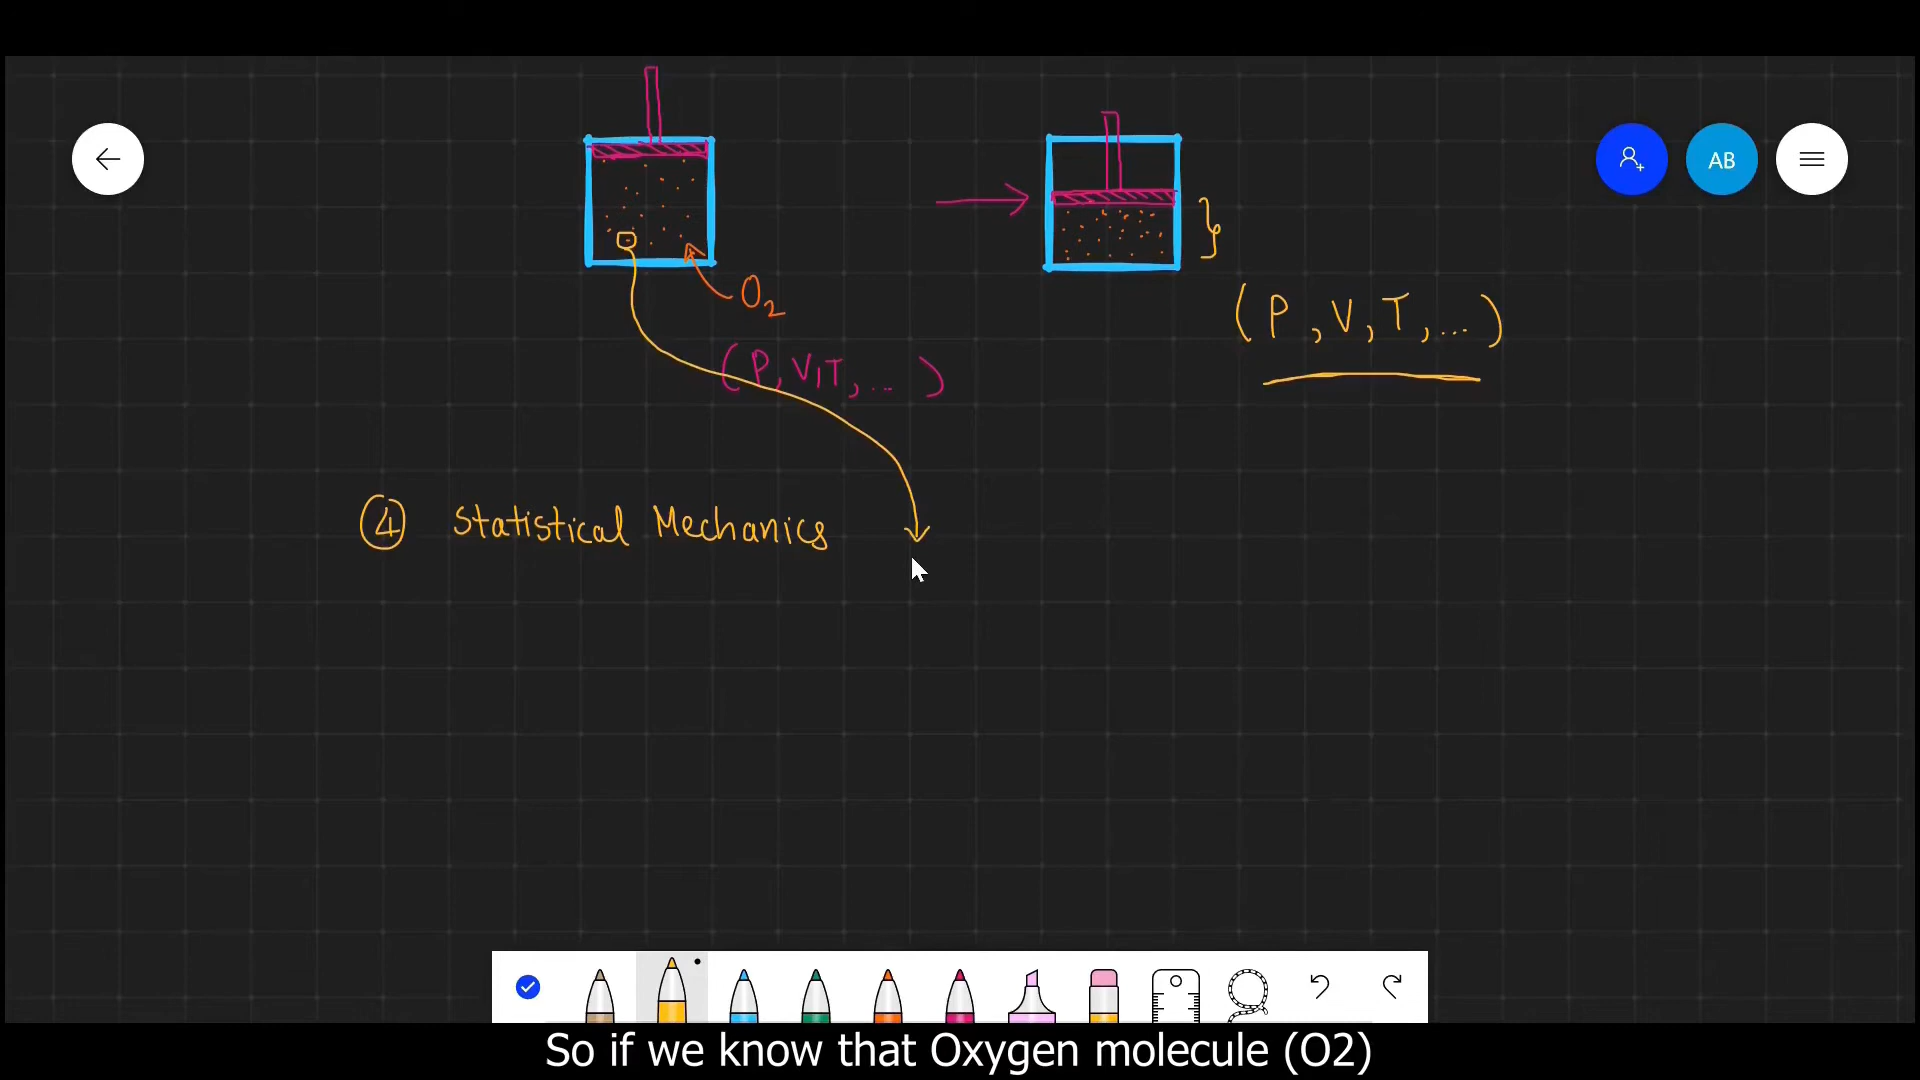 AB
O2
(P, V, T, ...)
(P, V, T, ...)
④ Statistical Mechanics
So if we know that Oxygen molecule (O2)